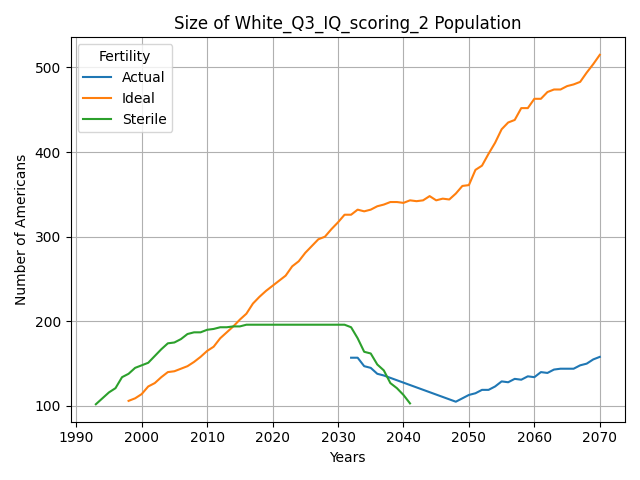 Size of White_Q3_IQ_scoring_2 Population
Fertility
Actual
Ideal
Sterile
Number of Americans
500
400
300
200
100
1990 2000 2010 2020 2030 2040 2050 2060 2070
Years